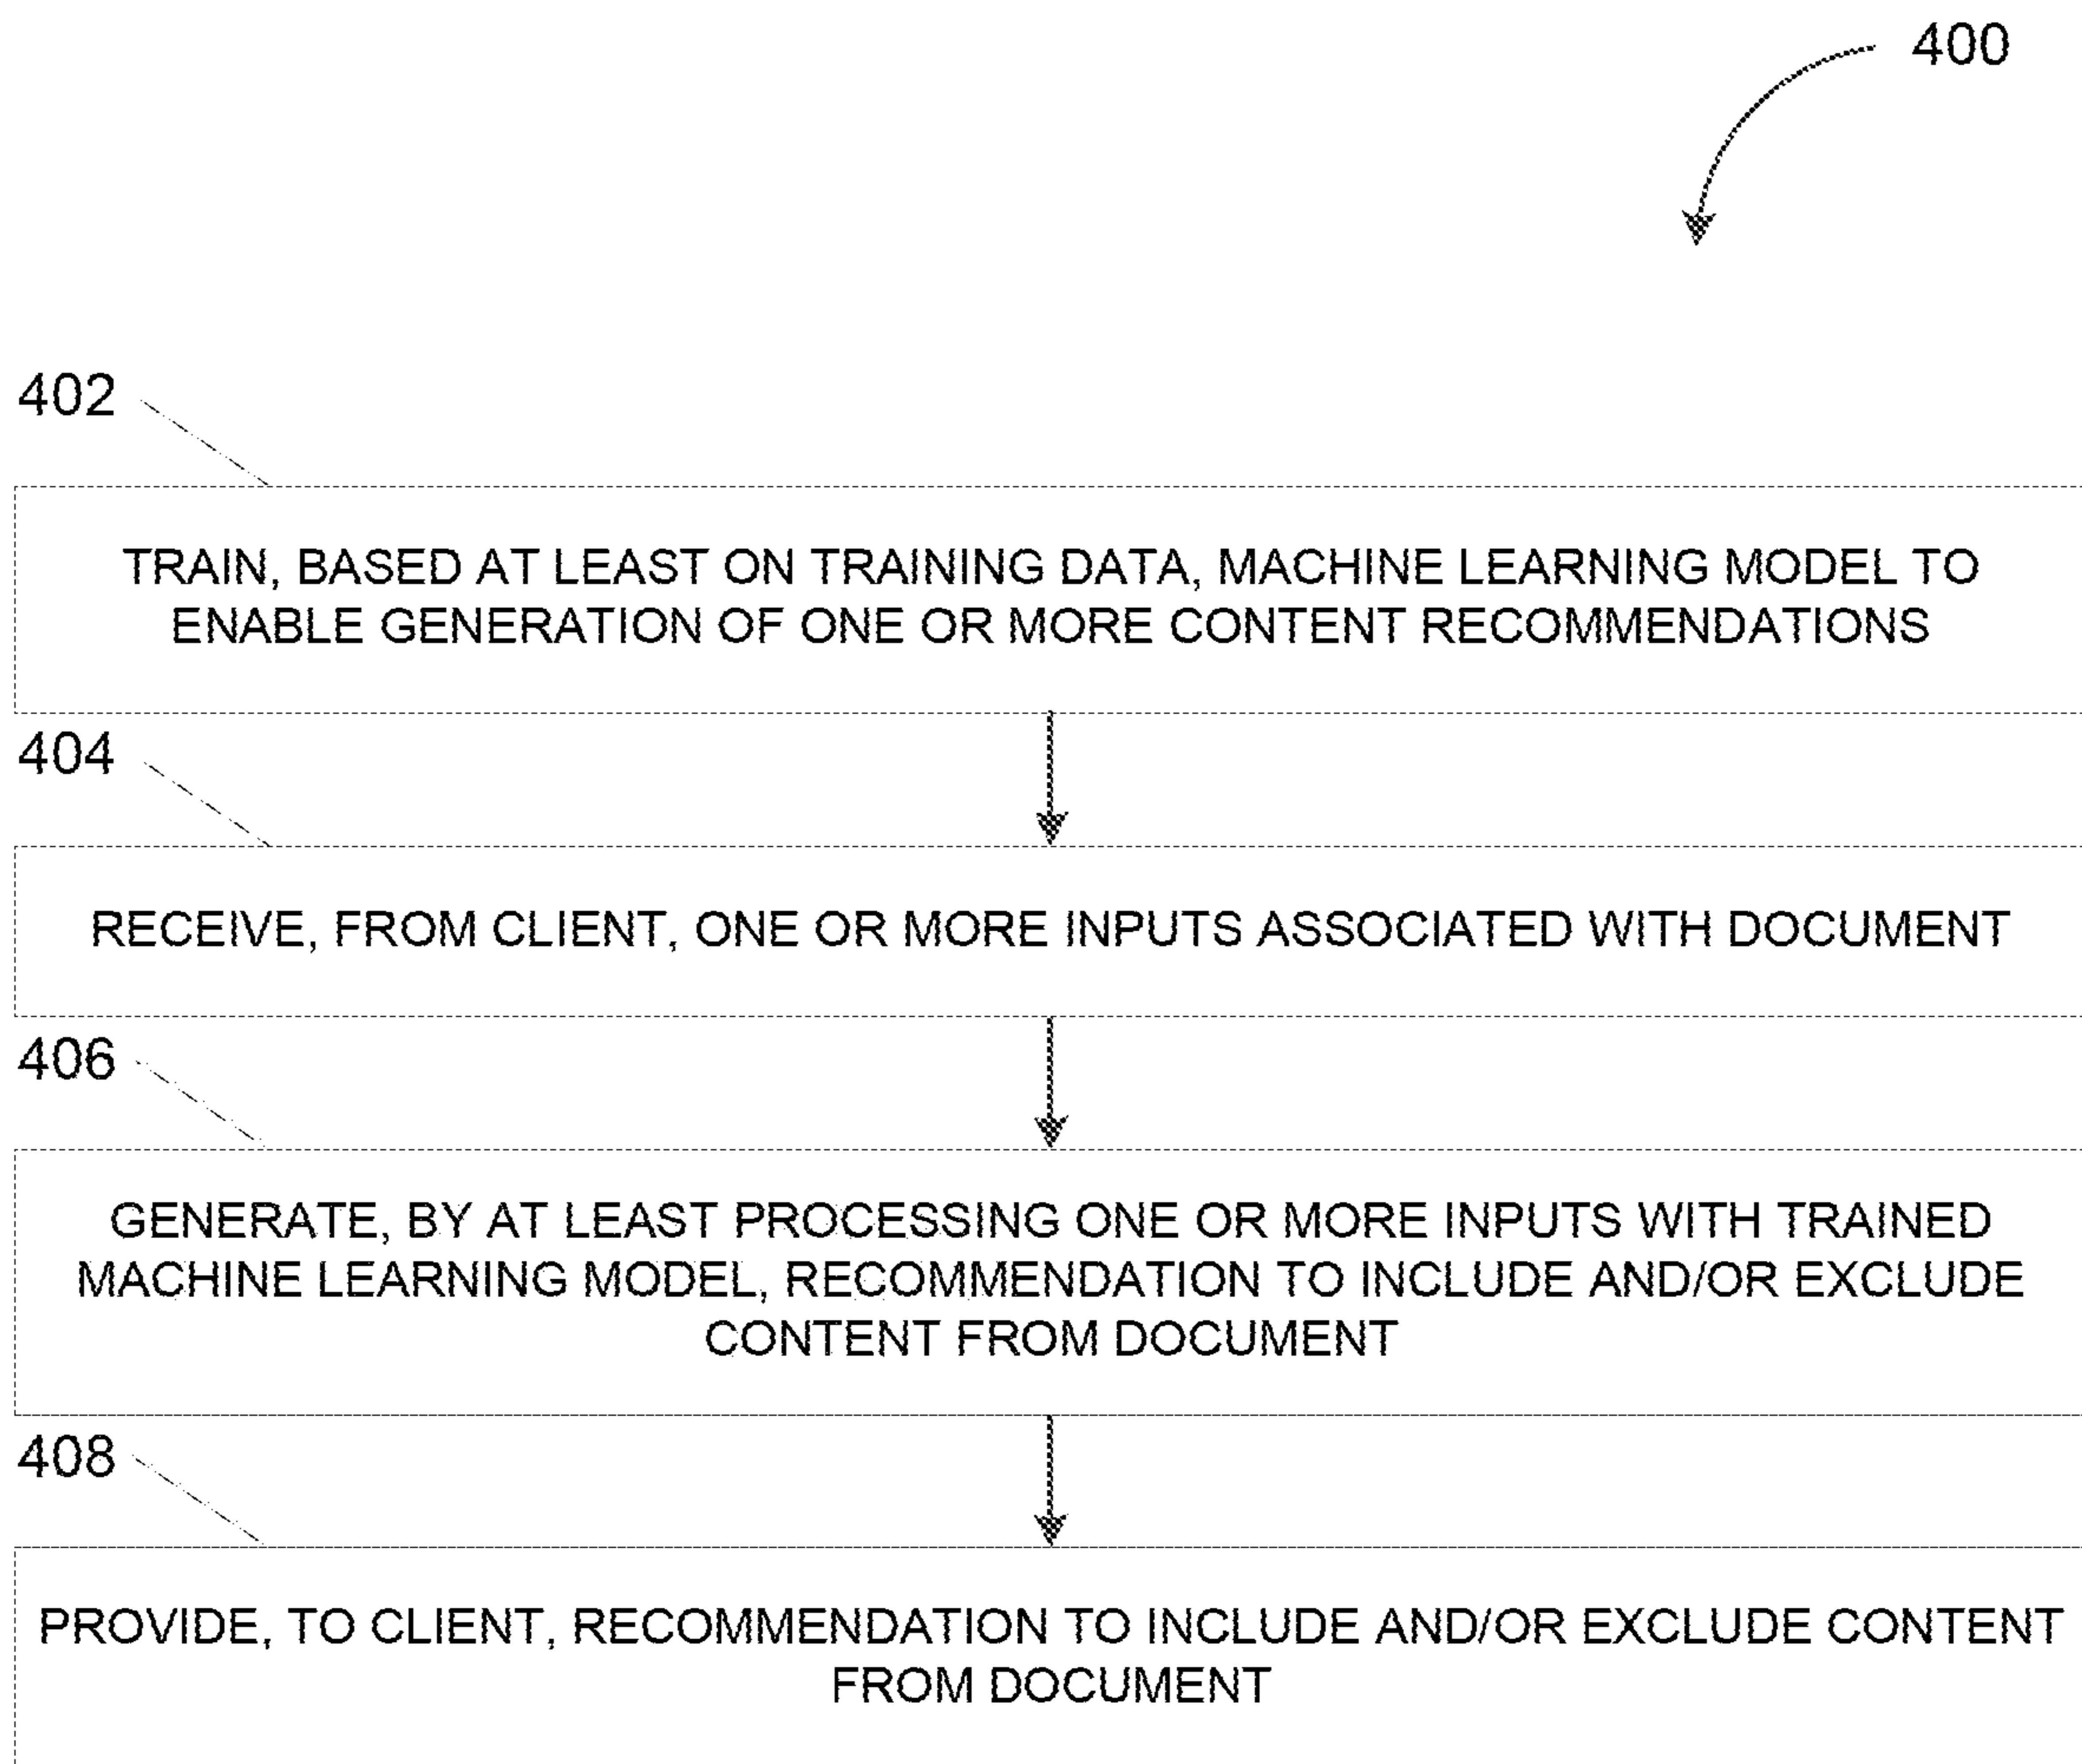 400
402
TRAIN, BASED AT LEAST ON TRAINING DATA, MACHINE LEARNING MODEL TO
ENABLE GENERATION OF ONE OR MORE CONTENT RECOMMENDATIONS
404
RECEIVE, FROM CLIENT, ONE OR MORE INPUTS ASSOCIATED WITH DOCUMENT
406
GENERATE, BY AT LEAST PROCESSING ONE OR MORE INPUTS WITH TRAINED
MACHINE LEARNING MODEL, RECOMMENDATION TO INCLUDE AND/OR EXCLUDE
CONTENT FROM DOCUMENT
408
PROVIDE, TO CLIENT, RECOMMENDATION TO INCLUDE AND/OR EXCLUDE CONTENT
FROM DOCUMENT